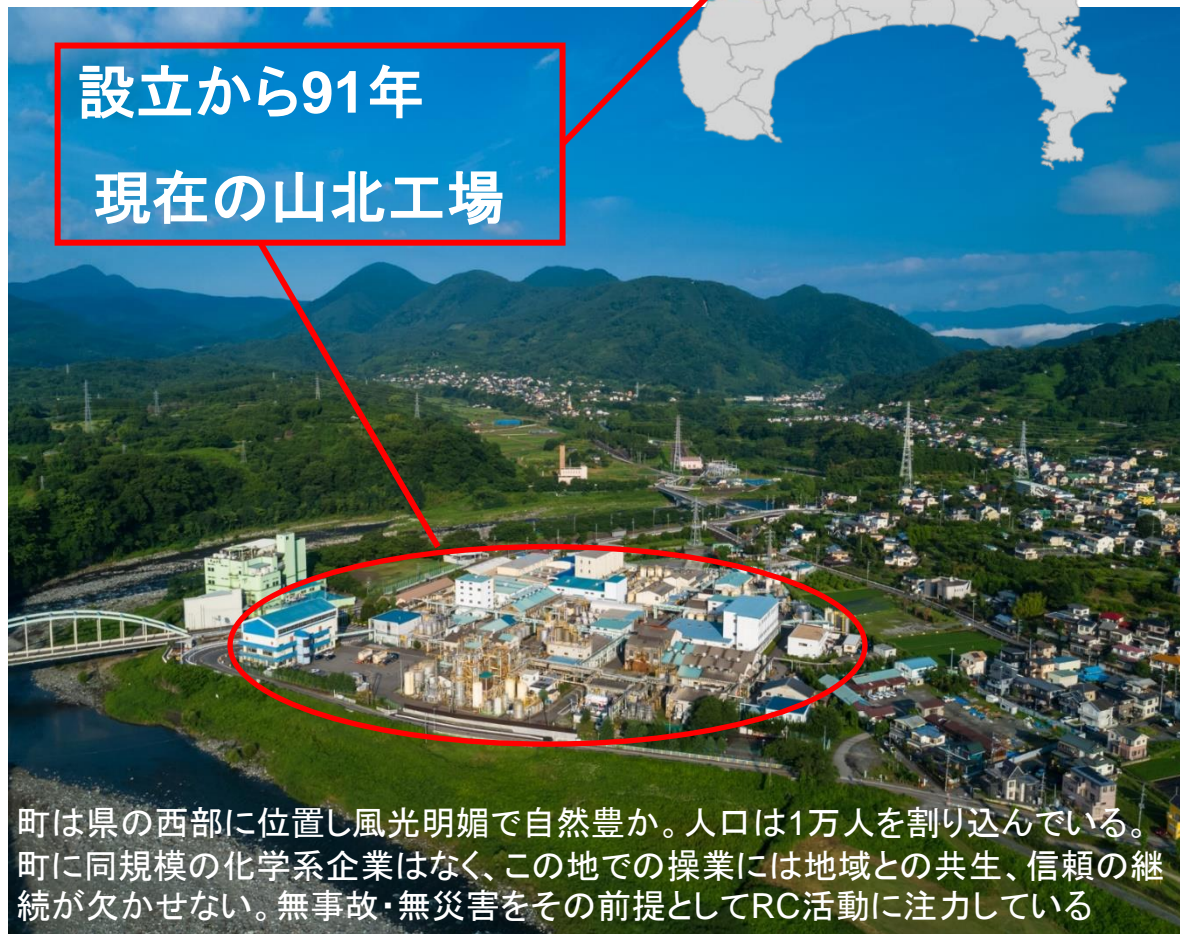 設立から91年
現在の山北工場
町は県の西部に位置し風光明媚で自然豊か。人口は1万人を割り込んでいる。
町に同規模の化学系企業はなく、この地での操業には地域との共生、信頼の継
続が欠かせない。無事故・無災害をその前提としてRC活動に注力している